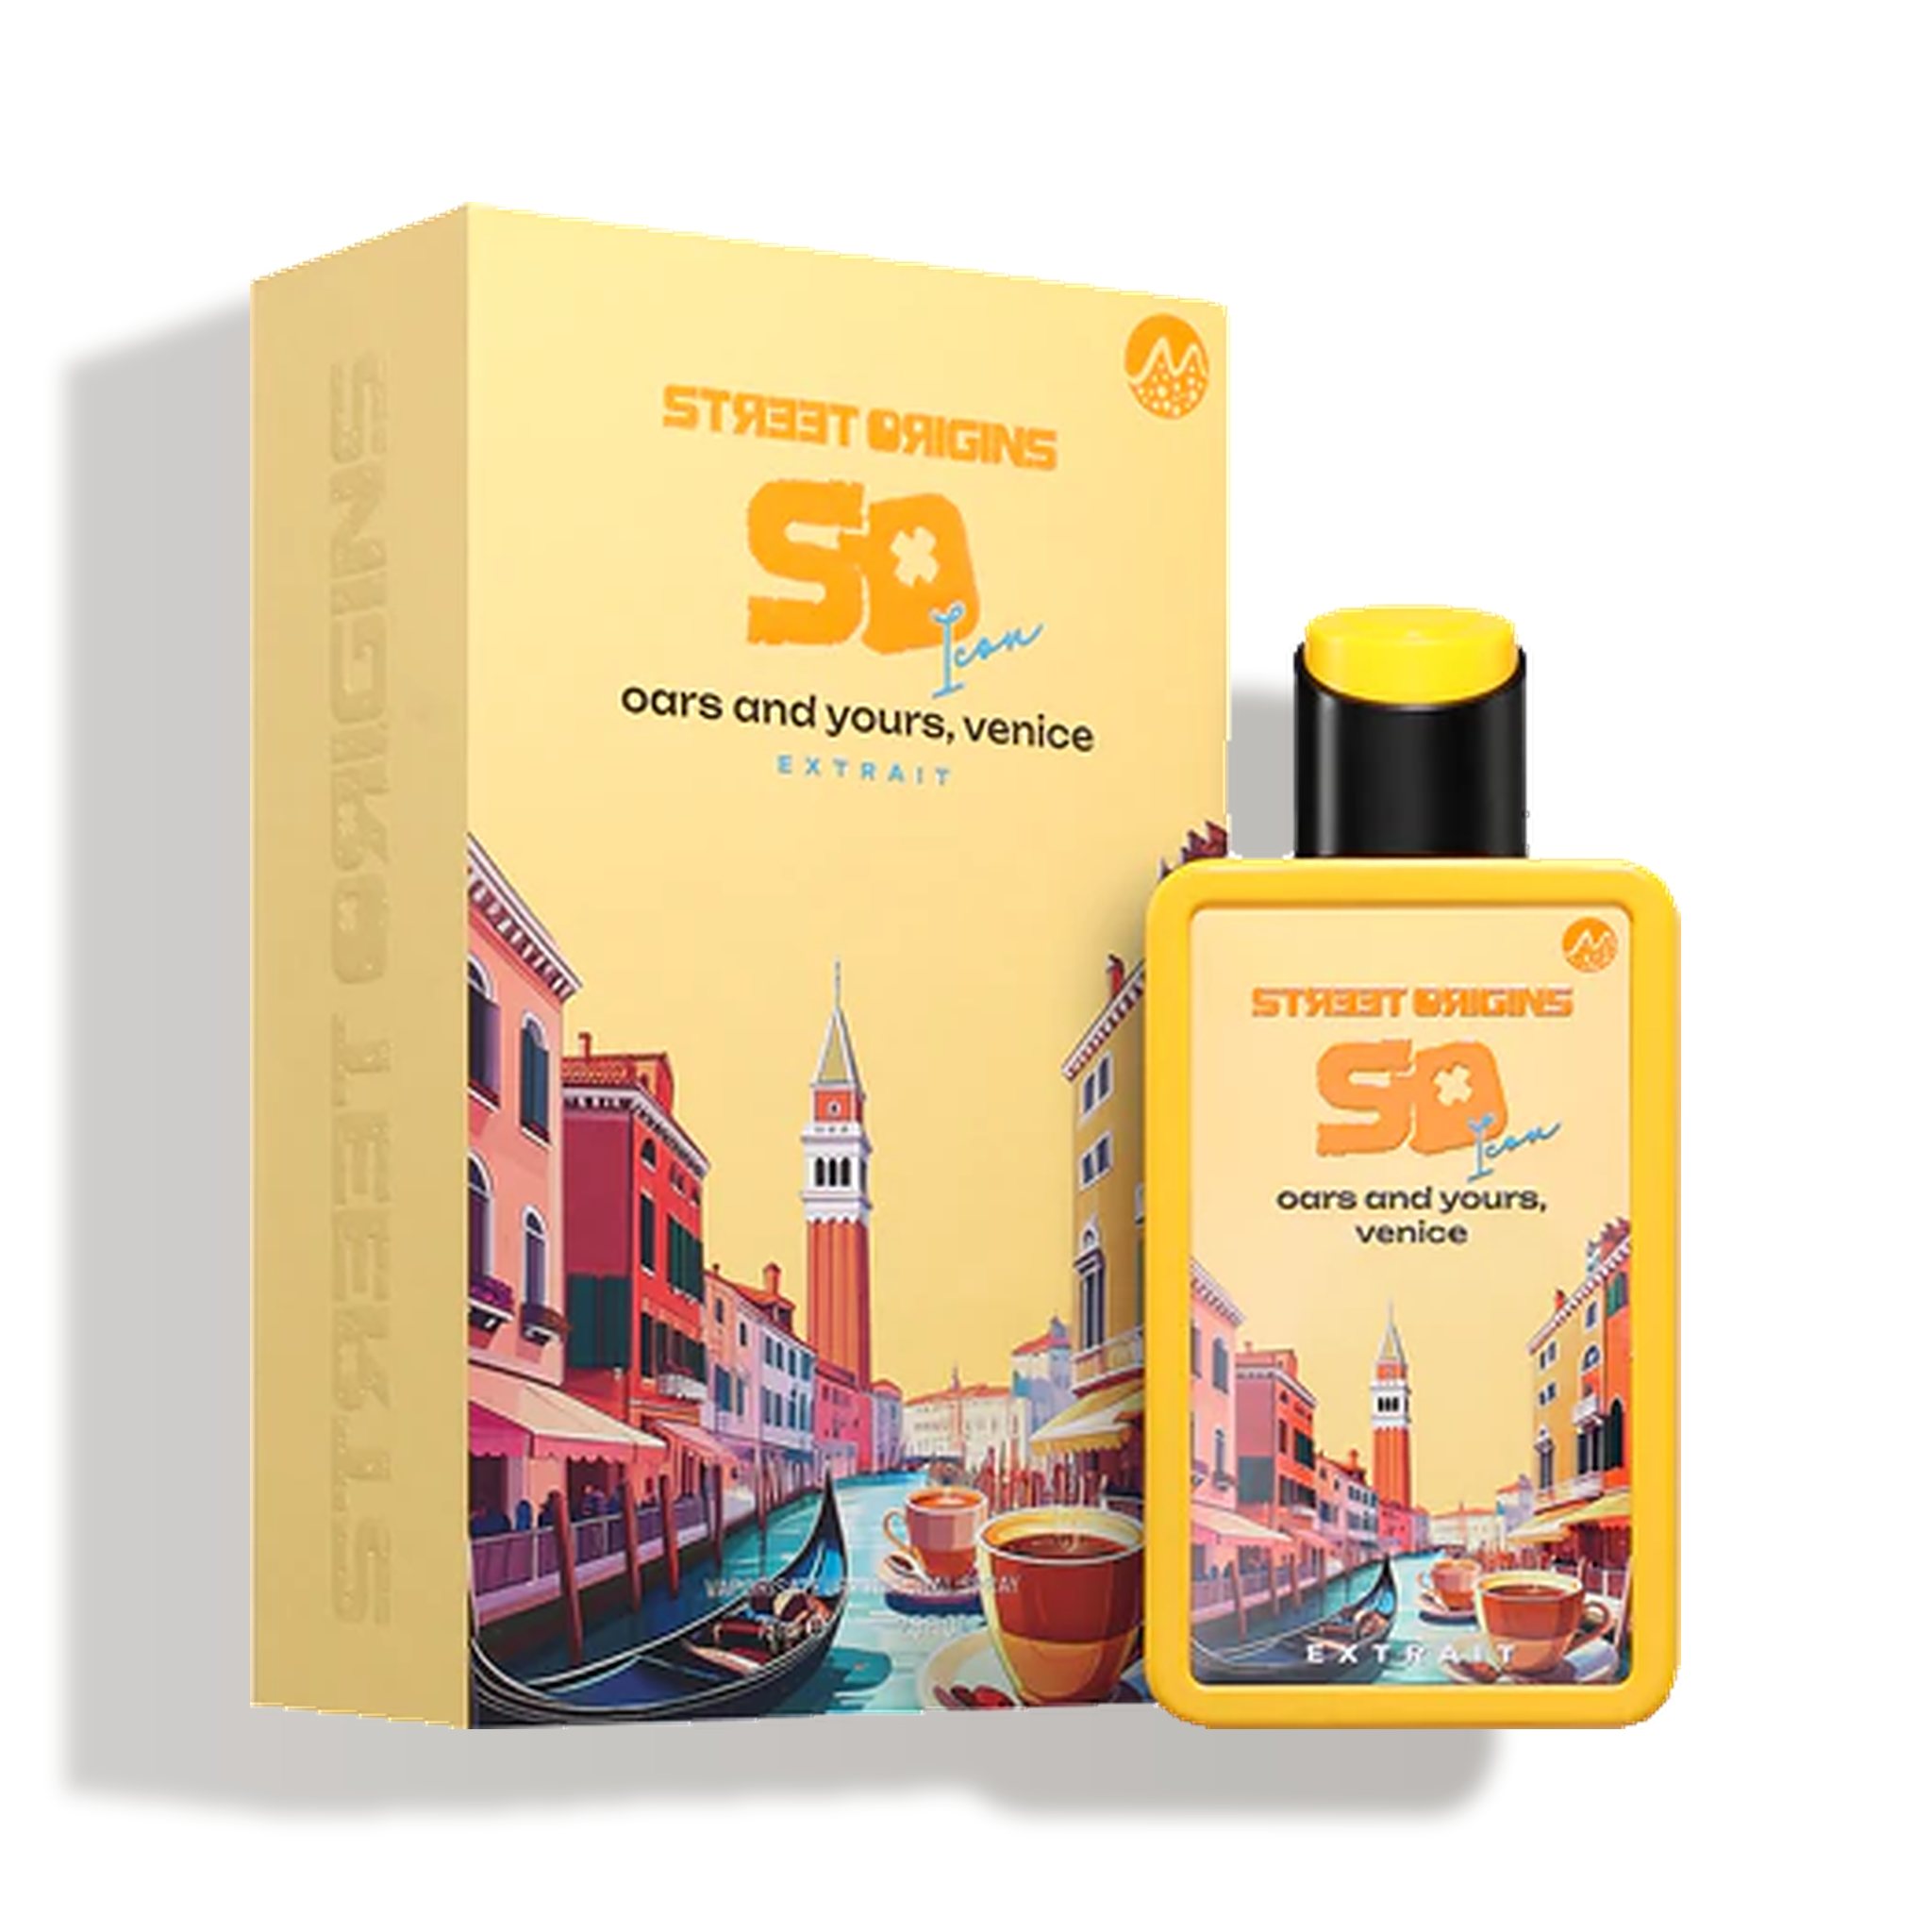 STREET ORIGINS
STREET ORIGINS
SO
Icon
oars and yours, venice
EXTRAIT
STREET ORIGINS
SO
Icon
oars and yours,
venice
EXTRAIT